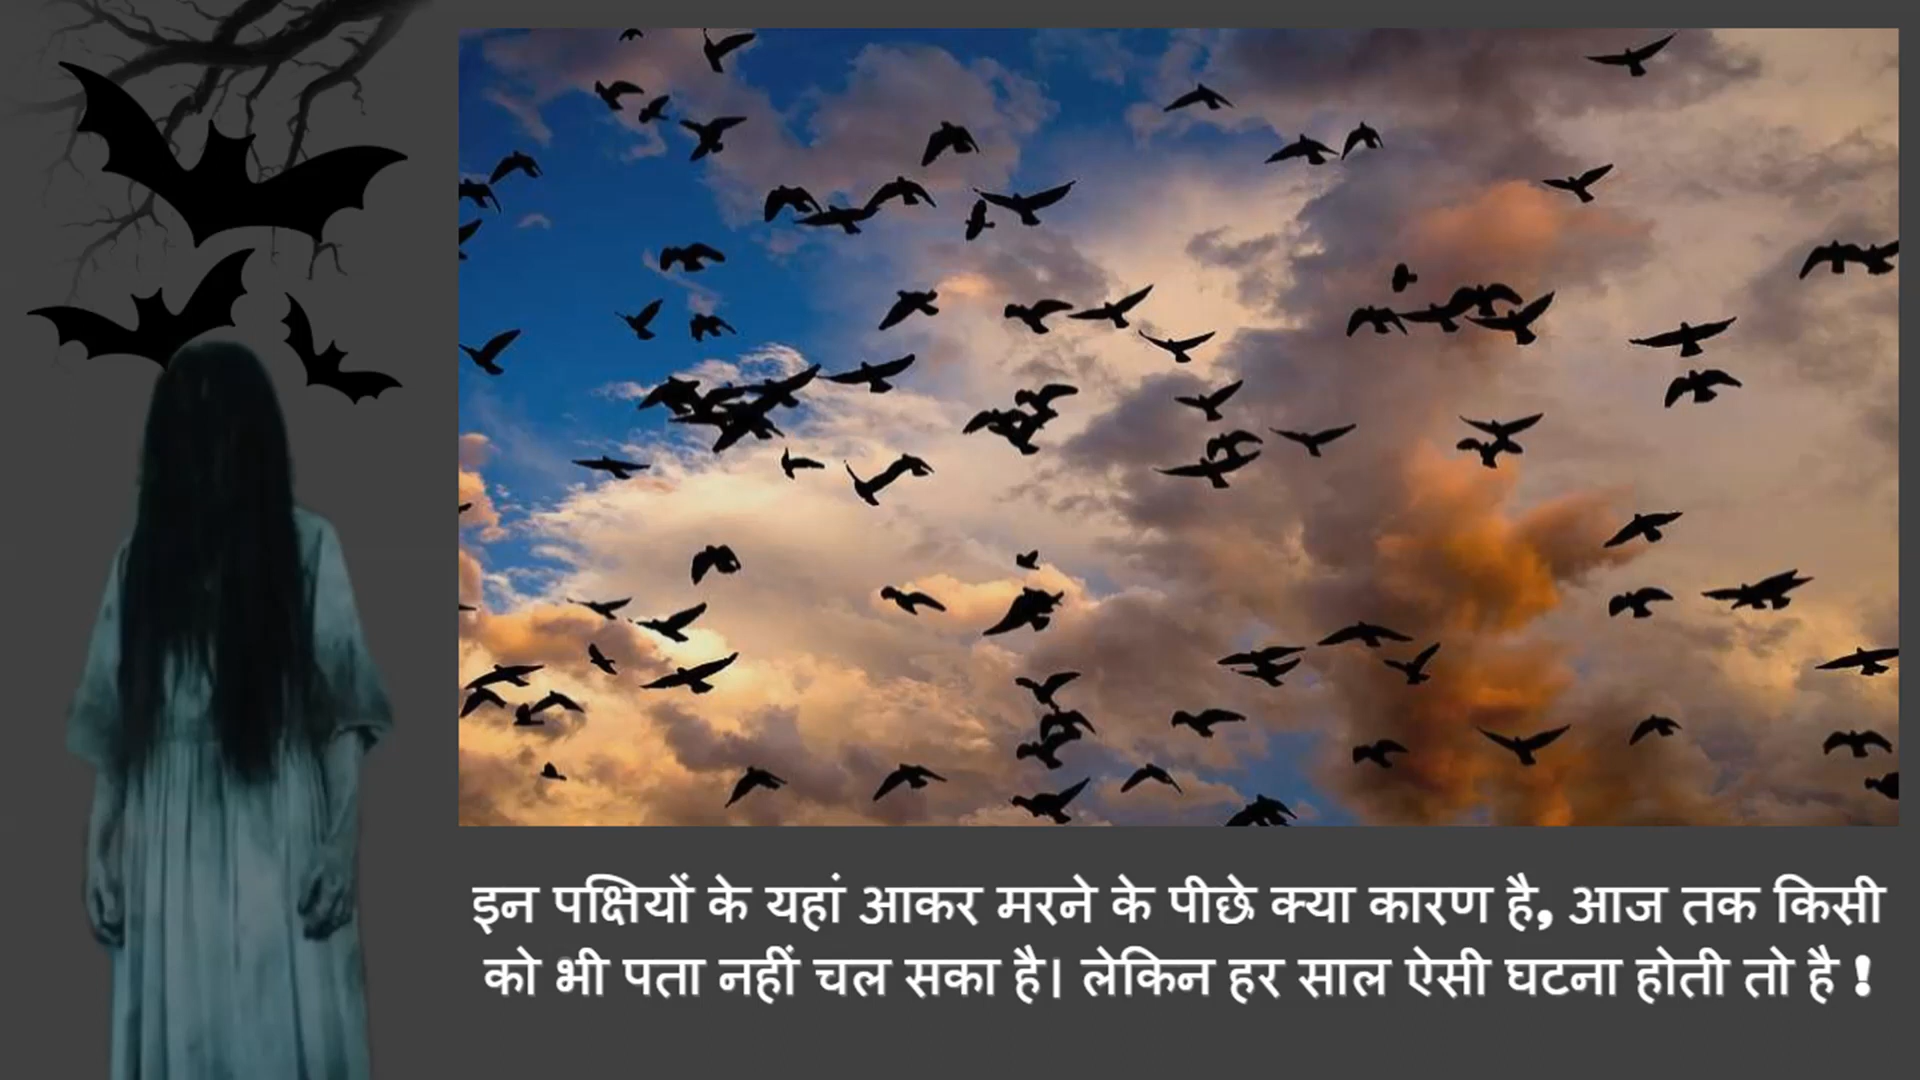 इन पक्षियों के यहां आकर मरने के पीछे क्या कारण है, आज तक किसी
को भी पता नहीं चल सका है। लेकिन हर साल ऐसी घटना होती तो है !